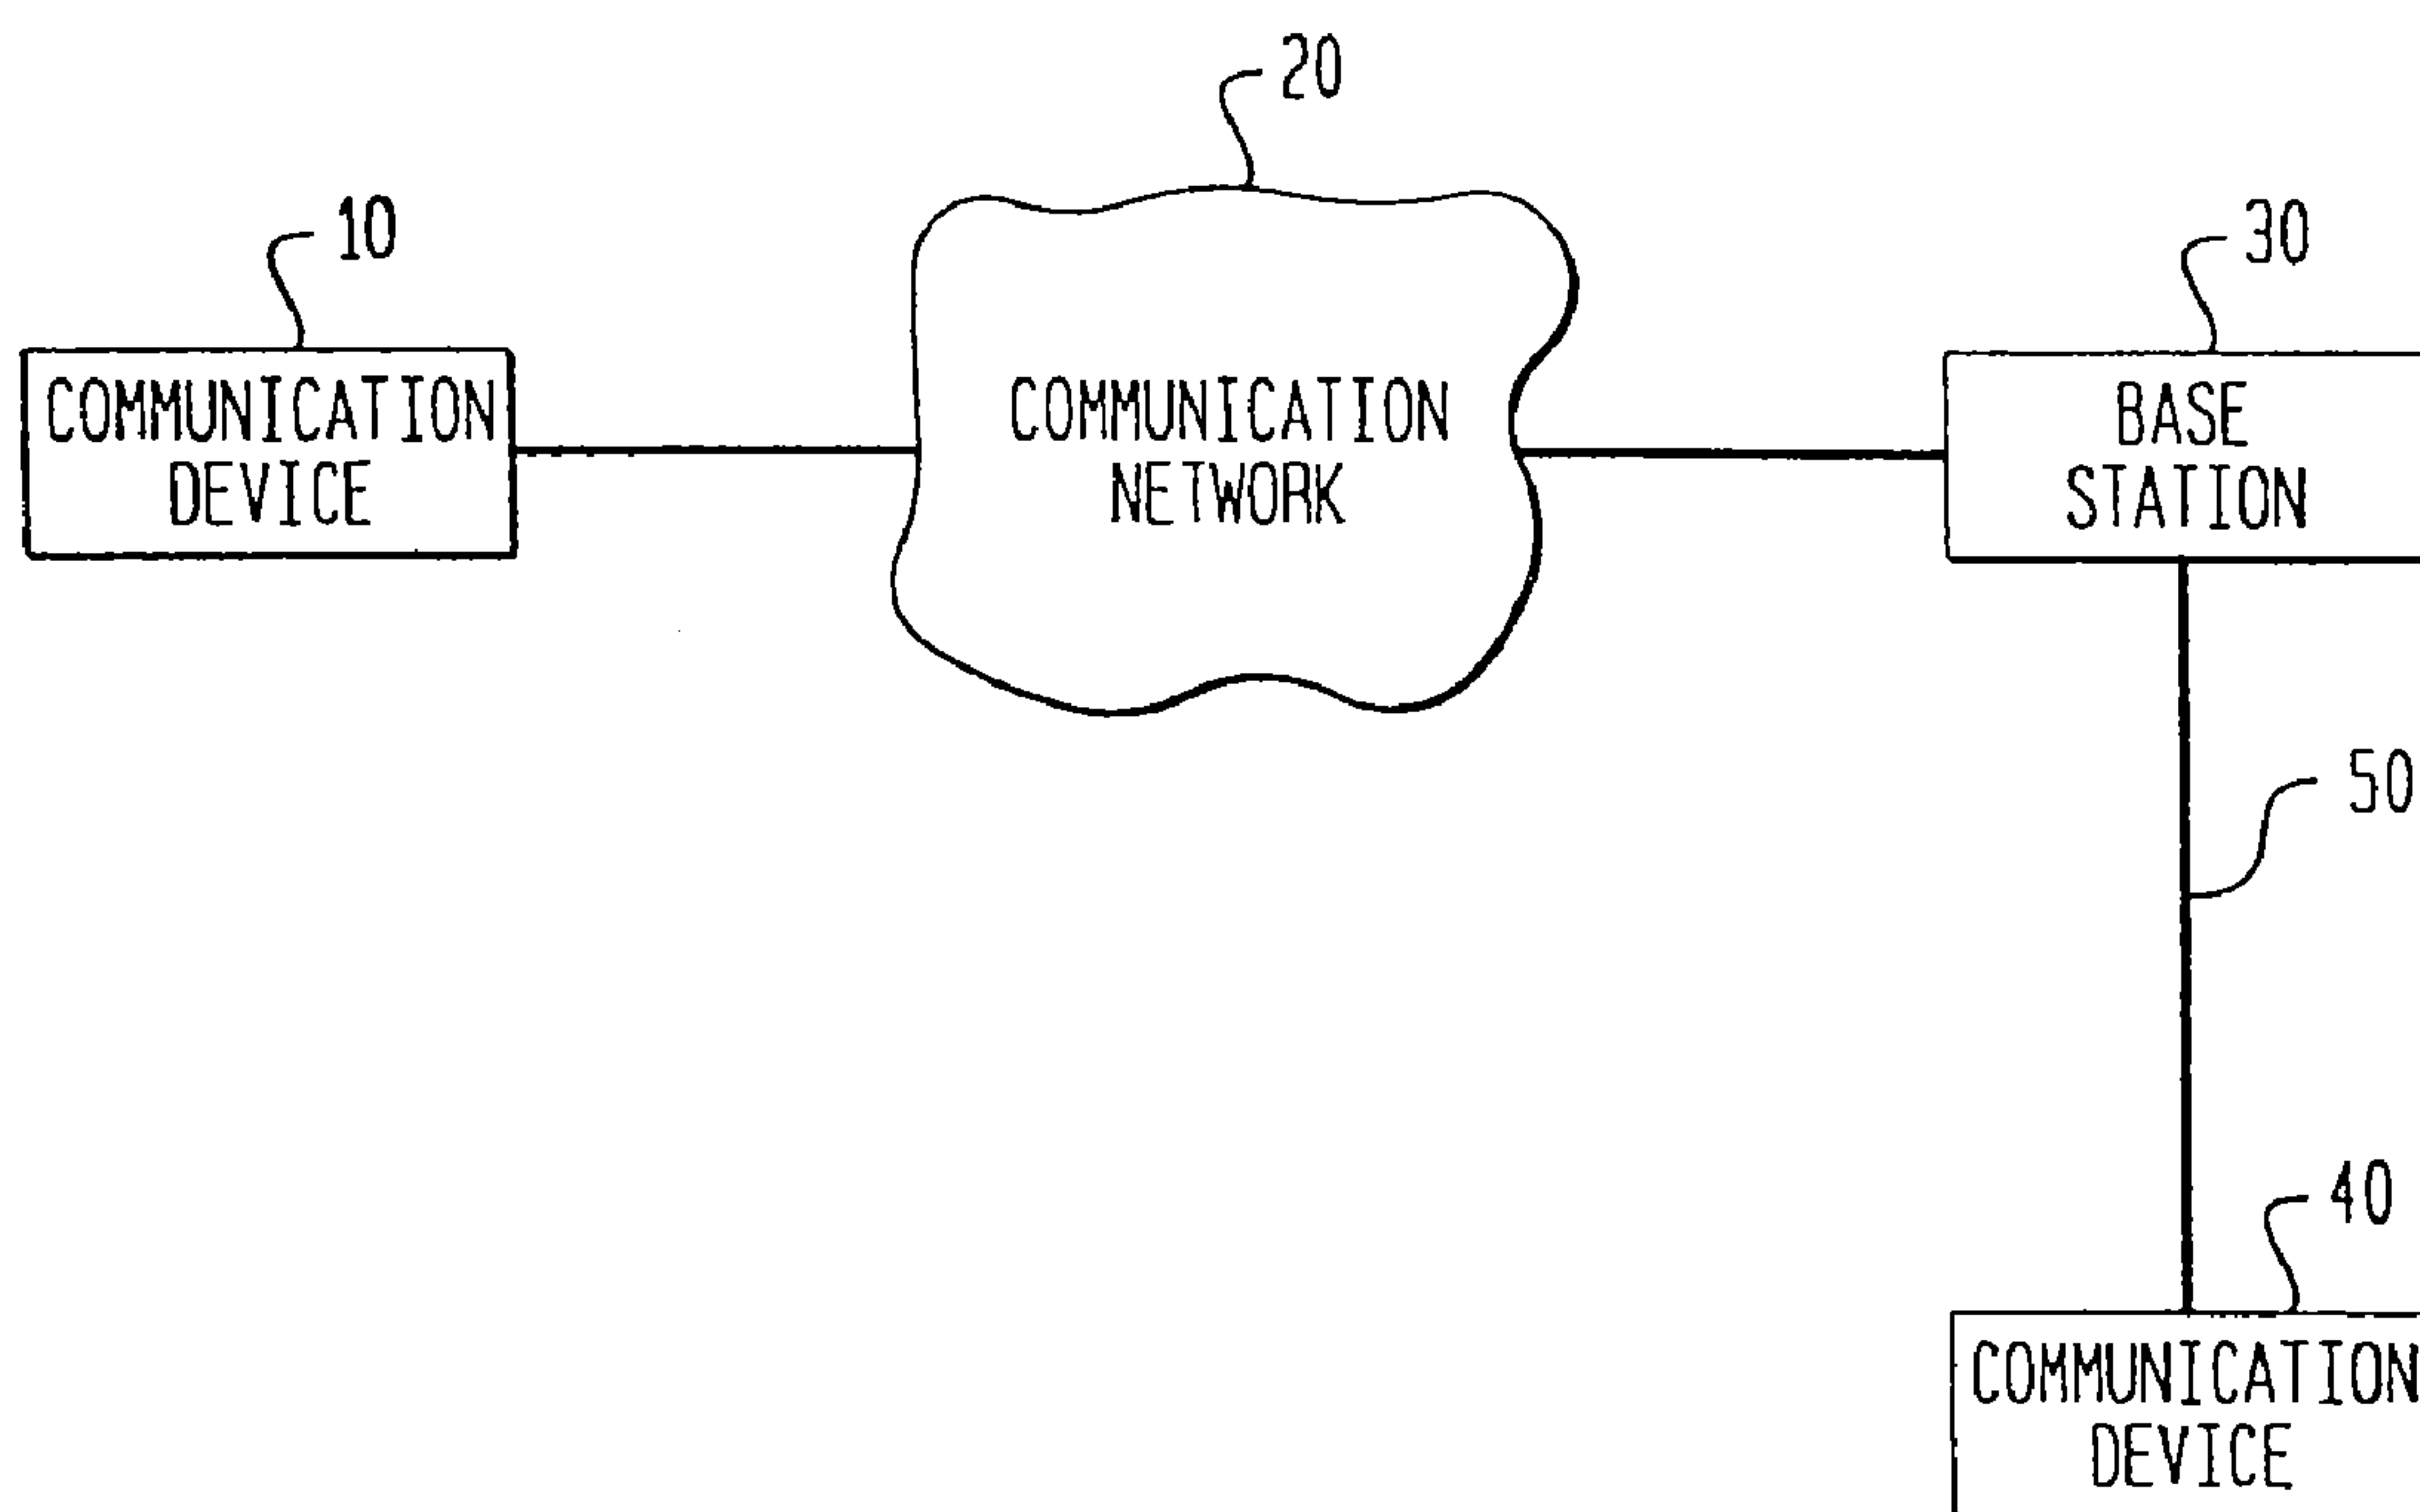 20
10
30
COMMUNICATION
DEVICE
COMMUNICATION
NETWORK
BASE
STATION
50
40
COMMUNICATION
DEVICE